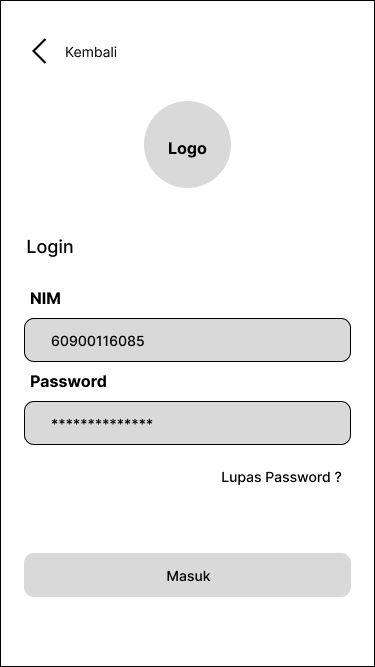 Kembali
Logo
Login
NIM
60900116085
Password
**************
Lupas Password ?
Masuk